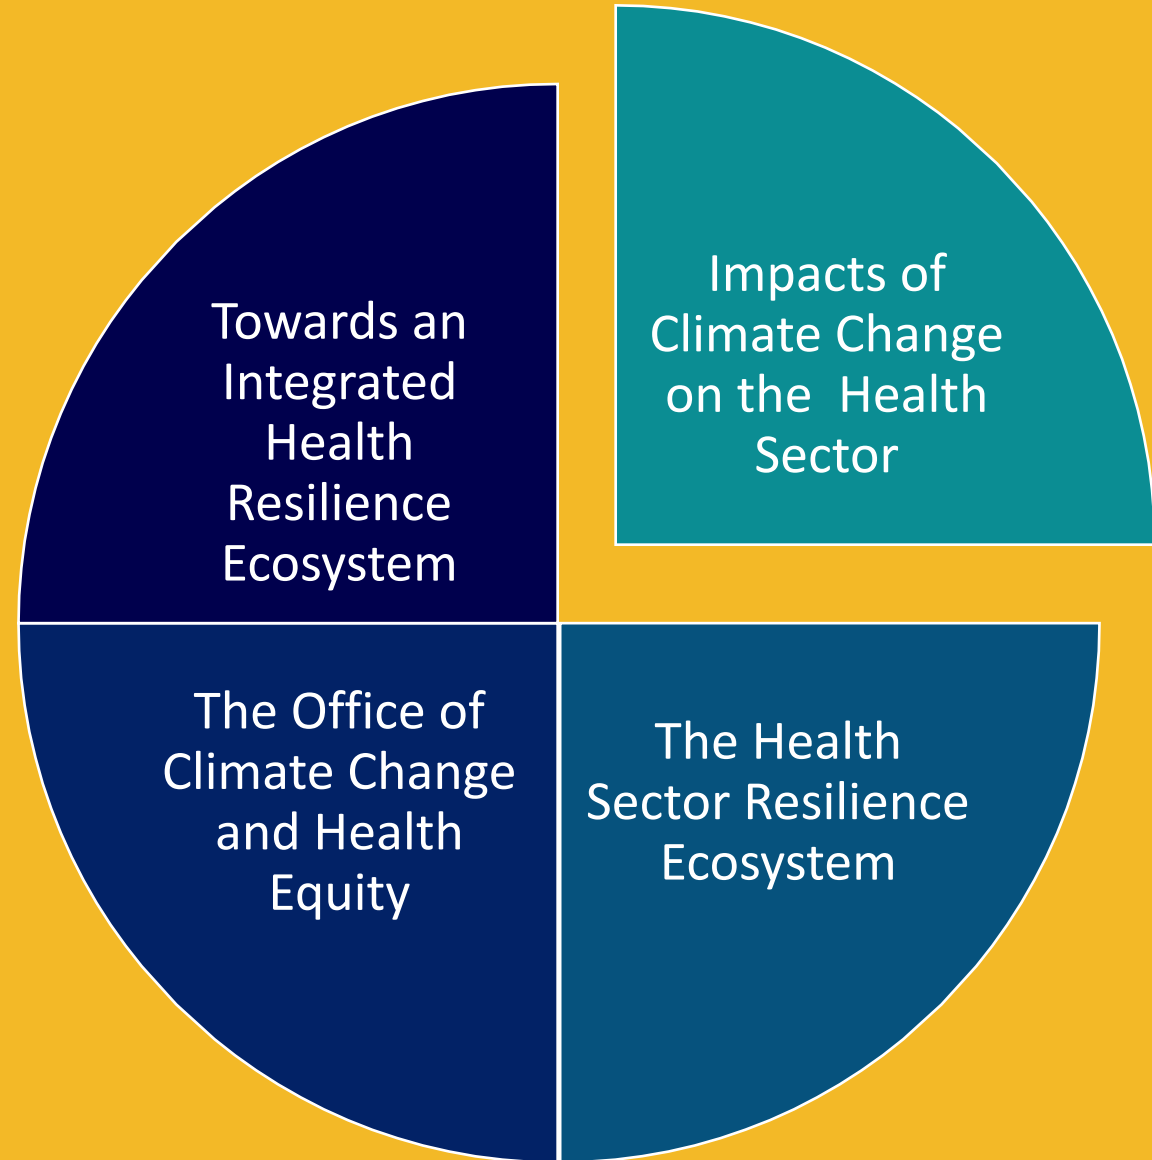 Impacts of
Climate Change
on the  Health
Sector
Towards an
Integrated
Health
Resilience
Ecosystem
The Office of
Climate Change
and Health
Equity
The Health
Sector Resilience
Ecosystem